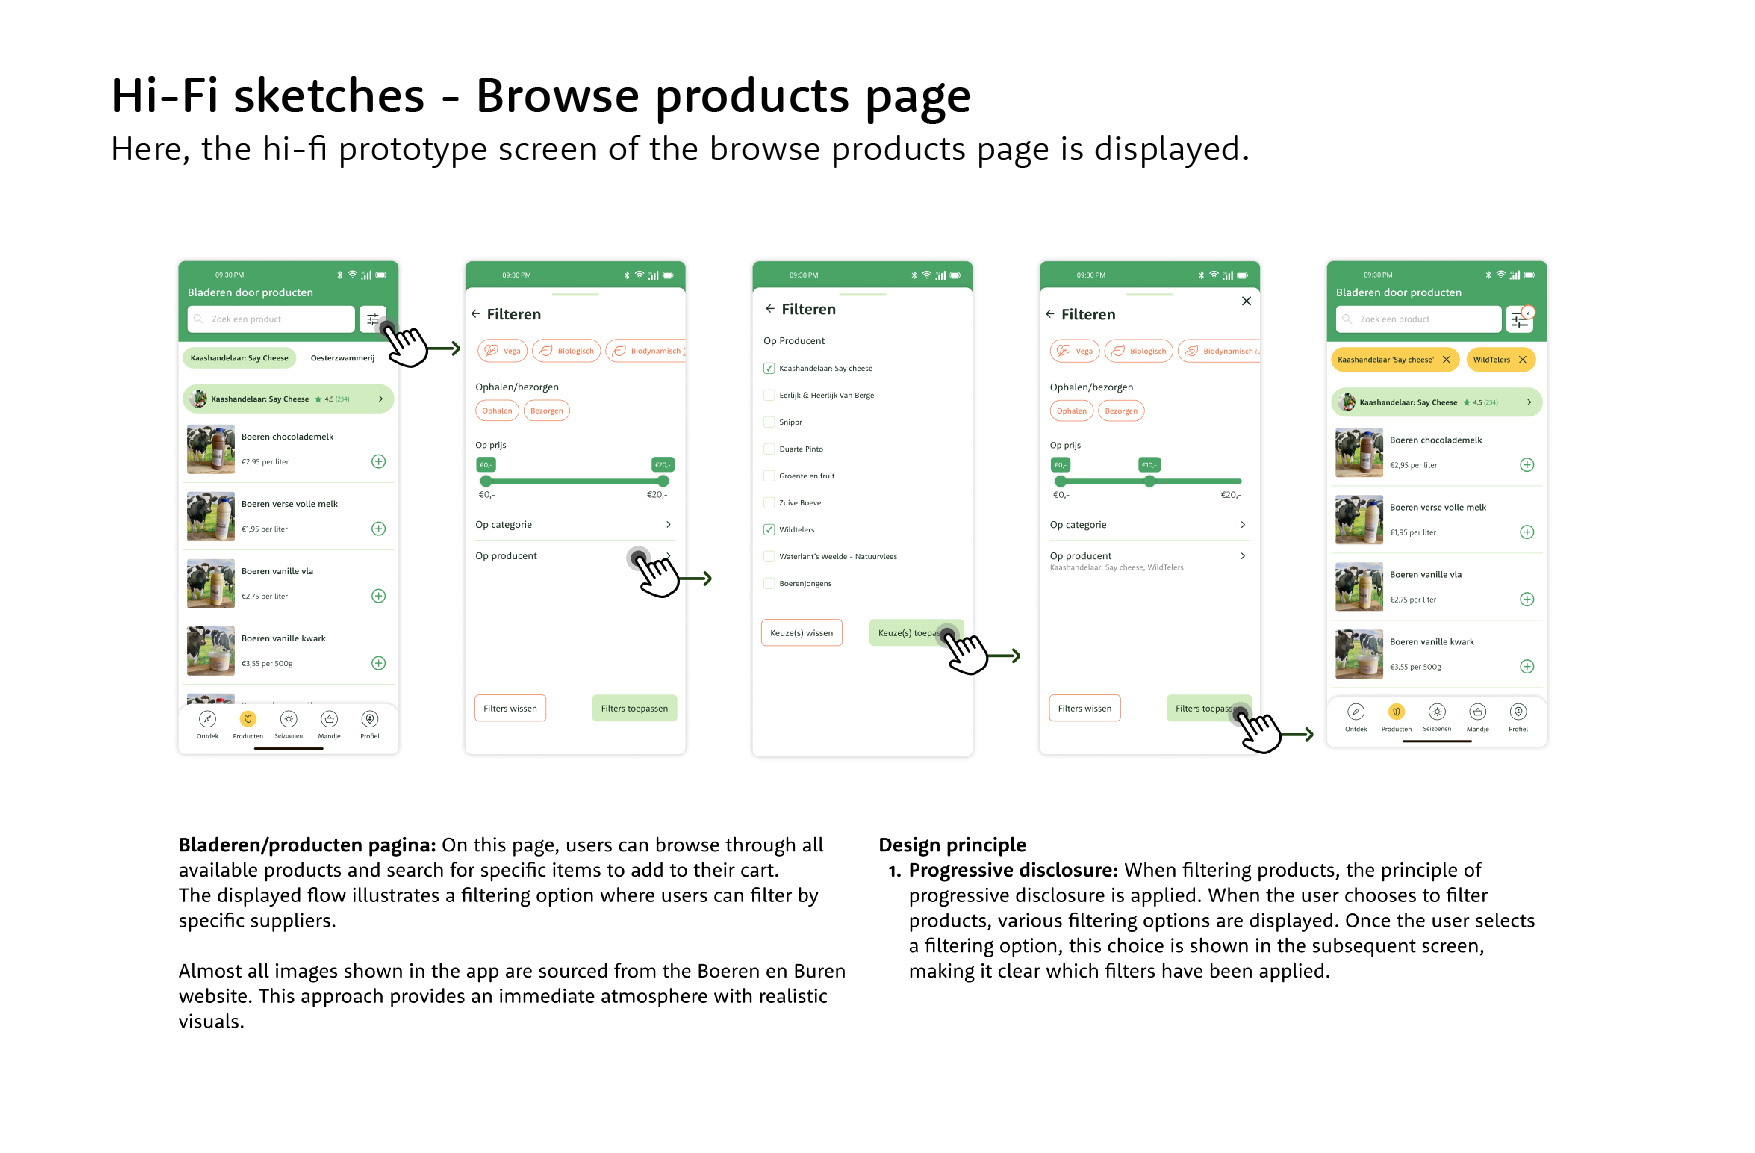 Hi-Fi sketches - Browse products page
Here, the hi-fi prototype screen of the browse products page is displayed.
09:30 PM
Bladeren door producten
Zoek een product
Kaashandelaar: Say Cheese
Oesterzwammerij
Kaashandelaar: Say Cheese ★ 4,5 (234)
Boeren chocolademelk
€2,95 per liter
Boeren verse volle melk
€1,95 per liter
Boeren vanille vla
€2,75 per liter
Boeren vanille kwark
€3,55 per 500g
Ontdek
Producten
Seizoenen
Mandje
Profiel
09:30 PM
Filteren
Vega
Biologisch
Biodynamisch
Ophalen/bezorgen
Ophalen
Bezorgen
Op prijs
€0,-
€20,-
€0,-
€20,-
Op categorie
Op producent
Filters wissen
Filters toepassen
09:30 PM
Filteren
Op Producent
Kaashandelaar: Say cheese
Eerlijk & Heerlijk Van Berge
Snippr
Duarte Pinto
Groente en fruit
Zuive Boeve
Wildtelers
Waterlant's Weelde - Natuurvlees
Boerenjongens
Keuze(s) wissen
Keuze(s) toepas
09:30 PM
Filteren
Vega
Biologisch
Biodynamisch
Ophalen/bezorgen
Ophalen
Bezorgen
Op prijs
€0,-
€10,-
€0,-
€20,-
Op categorie
Op producent
Kaashandelaar: Say cheese, WildTelers
Filters wissen
Filters toepas
09:30 PM
Bladeren door producten
Zoek een product
Kaashandelaar 'Say cheese'
WildTelers
Kaashandelaar: Say Cheese ★ 4.5 (234)
Boeren chocolademelk
€2,95 per liter
Boeren verse volle melk
€1,95 per liter
Boeren vanille vla
€2,75 per liter
Boeren vanille kwark
€3,55 per 500g
Ontdek
Producten
Seizoenen
Mandje
Profiel
Bladeren/producten pagina: On this page, users can browse through all
available products and search for specific items to add to their cart.
The displayed flow illustrates a filtering option where users can filter by
specific suppliers.
Almost all images shown in the app are sourced from the Boeren en Buren
website. This approach provides an immediate atmosphere with realistic
visuals.
Design principle
1. Progressive disclosure: When filtering products, the principle of
progressive disclosure is applied. When the user chooses to filter
products, various filtering options are displayed. Once the user selects
a filtering option, this choice is shown in the subsequent screen,
making it clear which filters have been applied.